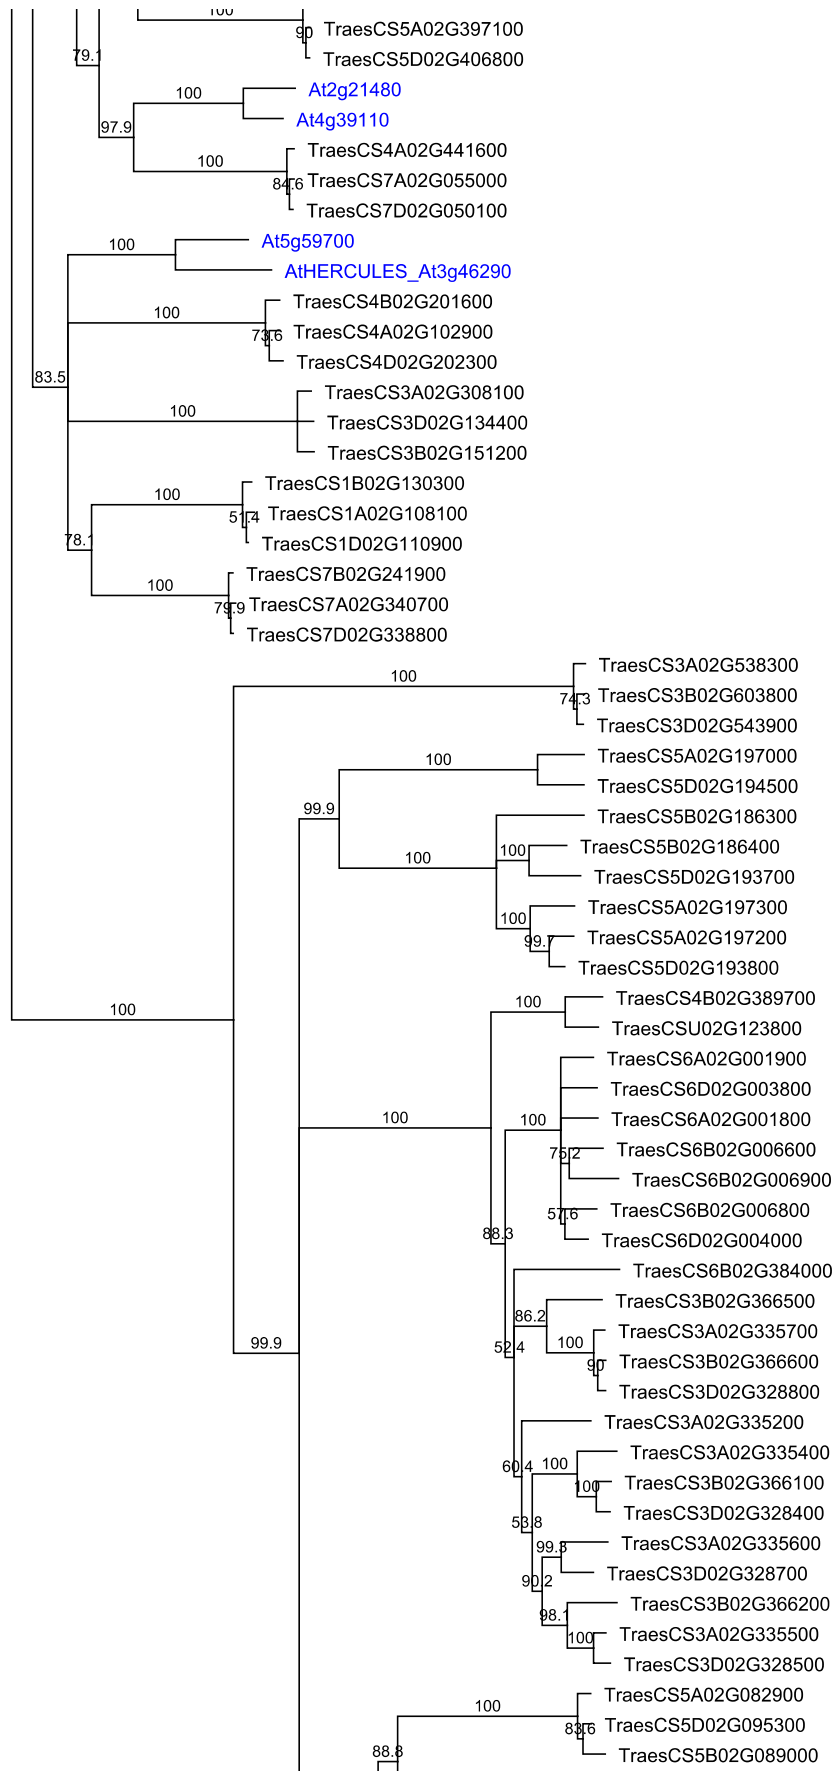 100
90
TraesCS5A02G397100
TraesCS5D02G406800
79.1
100
At2g21480
At4g39110
97.9
100
TraesCS4A02G441600
84.6
TraesCS7A02G055000
TraesCS7D02G050100
100
At5g59700
AtHERCULES_At3g46290
100
TraesCS4B02G201600
73.6
TraesCS4A02G102900
TraesCS4D02G202300
83.5
TraesCS3A02G308100
100
TraesCS3D02G134400
TraesCS3B02G151200
100
TraesCS1B02G130300
51.4
TraesCS1A02G108100
TraesCS1D02G110900
78.1
100
TraesCS7B02G241900
79.9
TraesCS7A02G340700
TraesCS7D02G338800
100
TraesCS3A02G538300
74.3
TraesCS3B02G603800
TraesCS3D02G543900
100
TraesCS5A02G197000
TraesCS5D02G194500
99.9
TraesCS5B02G186300
100
100
TraesCS5B02G186400
TraesCS5D02G193700
100
TraesCS5A02G197300
99.7
TraesCS5A02G197200
TraesCS5D02G193800
100
100
TraesCS4B02G389700
TraesCSU02G123800
TraesCS6A02G001900
TraesCS6D02G003800
100
100
TraesCS6A02G001800
75.2
TraesCS6B02G006600
TraesCS6B02G006900
57.6
TraesCS6B02G006800
88.3
TraesCS6D02G004000
TraesCS6B02G384000
86.2
TraesCS3B02G366500
99.9
52.4
100
TraesCS3A02G335700
90
TraesCS3B02G366600
TraesCS3D02G328800
TraesCS3A02G335200
60.4
100
TraesCS3A02G335400
100
TraesCS3B02G366100
TraesCS3D02G328400
53.8
99.3
TraesCS3A02G335600
TraesCS3D02G328700
90.2
98.1
TraesCS3B02G366200
100
TraesCS3A02G335500
TraesCS3D02G328500
100
TraesCS5A02G082900
83.6
TraesCS5D02G095300
88.8
TraesCS5B02G089000